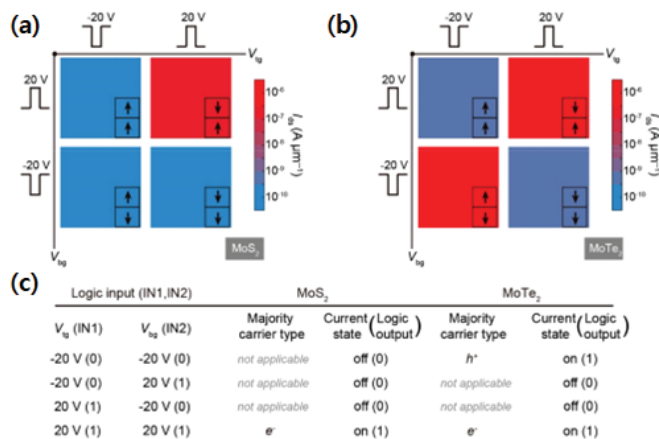 (a)
-20 V
20 V
V_tg
20 V
-20 V
V_bg
10⁻⁶
10⁻⁷
10⁻⁸
10⁻⁹
10⁻¹⁰
I_ds (A μm⁻¹)
MoS₂
(b)
-20 V
20 V
V_tg
20 V
-20 V
V_bg
10⁻⁶
10⁻⁷
10⁻⁸
10⁻⁹
10⁻¹⁰
I_ds (A μm⁻¹)
MoTe₂
(c)
Logic input (IN1,IN2) MoS₂ MoTe₂
V_tg (IN1) V_bg (IN2) Majority carrier type Current state (Logic output) Majority carrier type Current state (Logic output)
-20 V (0) -20 V (0) not applicable off (0) h⁺ on (1)
-20 V (0) 20 V (1) not applicable off (0) not applicable off (0)
20 V (1) -20 V (0) not applicable off (0) not applicable off (0)
20 V (1) 20 V (1) e⁻ on (1) e⁻ on (1)